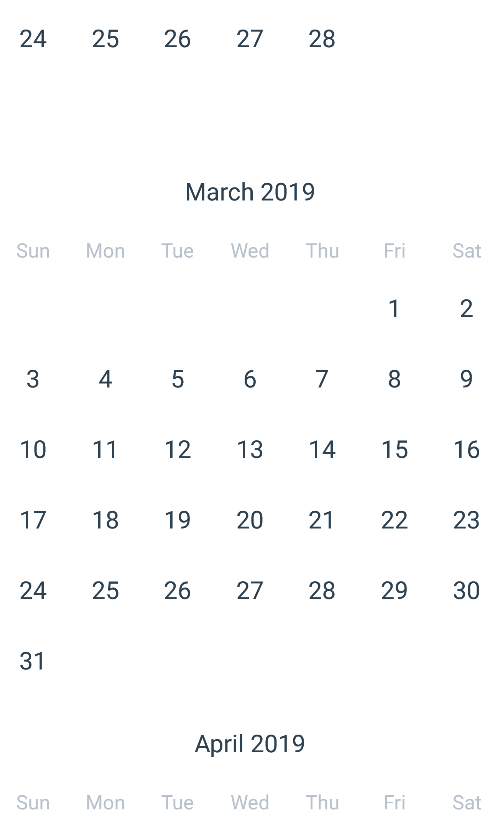 24 25 26 27 28
March 2019
Sun Mon Tue Wed Thu Fri Sat
1 2
3 4 5 6 7 8 9
10 11 12 13 14 15 16
17 18 19 20 21 22 23
24 25 26 27 28 29 30
31
April 2019
Sun Mon Tue Wed Thu Fri Sat